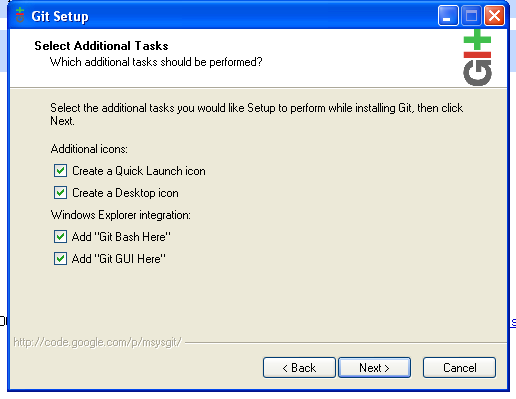 Git Setup
Select Additional Tasks
Which additional tasks should be performed?
GIT
Select the additional tasks you would like Setup to perform while installing Git, then click
Next.
Additional icons:
Create a Quick Launch icon
Create a Desktop icon
Windows Explorer integration:
Add "Git Bash Here"
Add "Git GUI Here"
http://code.google.com/p/msysgit/
< Back
Next >
Cancel